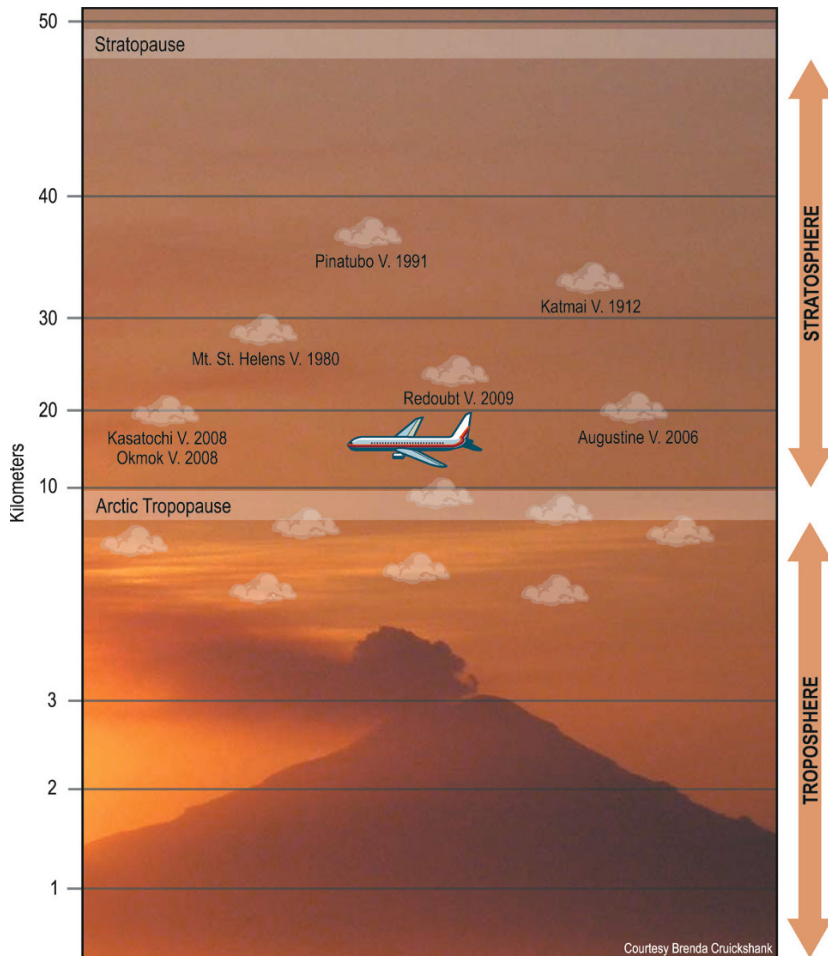 50
Stratopause
40
Pinatubo V. 1991
Katmai V. 1912
30
Mt. St. Helens V. 1980
Redoubt V. 2009
20
Kasatochi V. 2008
Okmok V. 2008
Augustine V. 2006
10
Arctic Tropopause
3
2
1
Kilometers
STRATOSPHERE
TROPOSPHERE
Courtesy Brenda Cruickshank